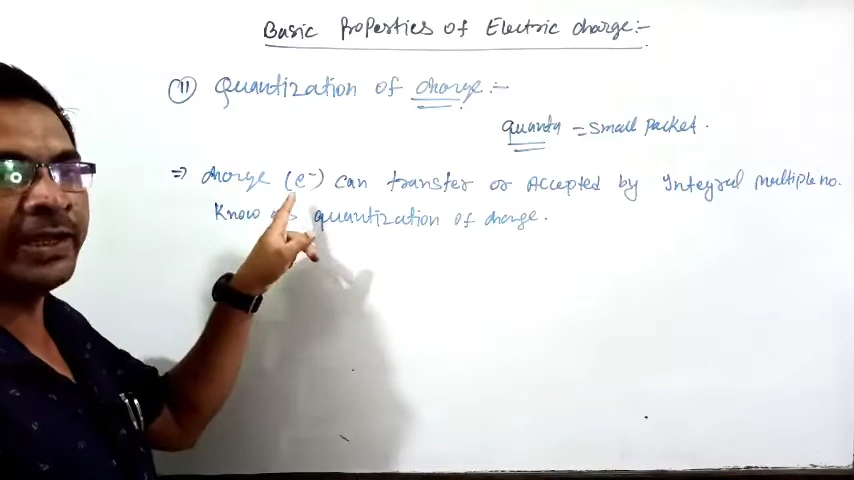 Basic Properties of Electric charge:-
(11) Quantization of charge :-
quanta = Small Packet.
⇒ charge (e⁻) can transfer or Accepted by Integral multiple no.
Know as quantization of charge.